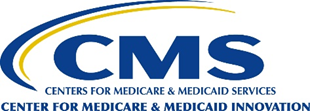 CMS
CENTERS FOR MEDICARE & MEDICAID SERVICES
CENTER FOR MEDICARE & MEDICAID INNOVATION